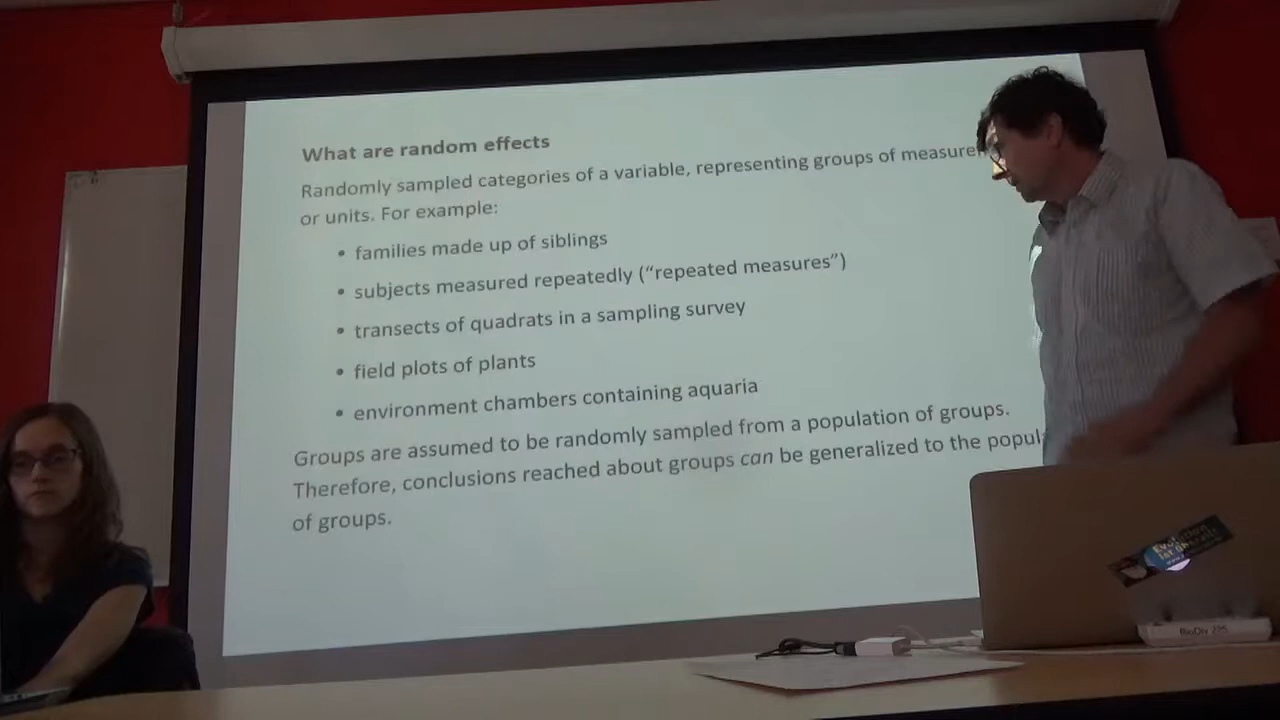 What are random effects
Randomly sampled categories of a variable, representing groups of
or units. For example:
• families made up of siblings
• subjects measured repeatedly (“repeated measures”)
• transects of quadrats in a sampling survey
• field plots of plants
• environment chambers containing aquaria
Groups are assumed to be randomly sampled from a population of groups.
Therefore, conclusions reached about groups can be generalized to the
of groups.
BioDiv 295